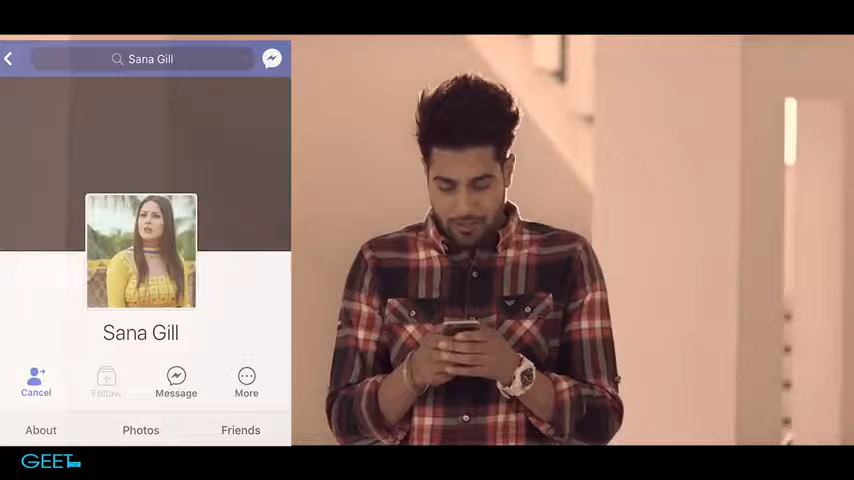 Sana Gill
Sana Gill
Cancel
Follow
Message
More
About
Photos
Friends
GEET